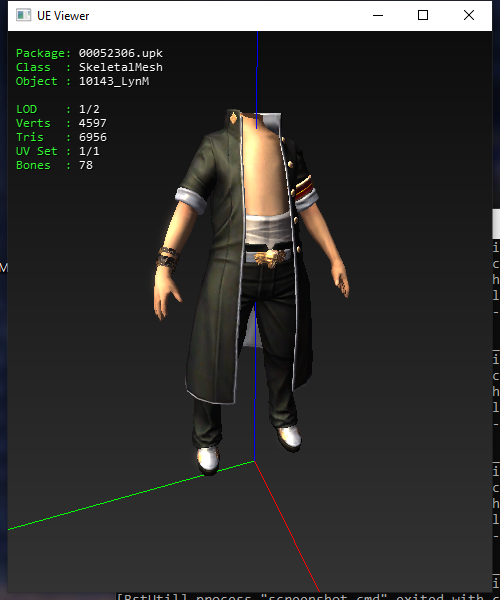 UE Viewer
Package: 00052306.upk
Class : SkeletalMesh
Object : 10143_LynM
LOD : 1/2
Verts : 4597
Tris : 6956
UV Set : 1/1
Bones : 78
M
i
c
h
l
-
i
c
h
l
-
i
c
h
l
-
i
[RstUtil] process "screenshot.cmd" exited with c